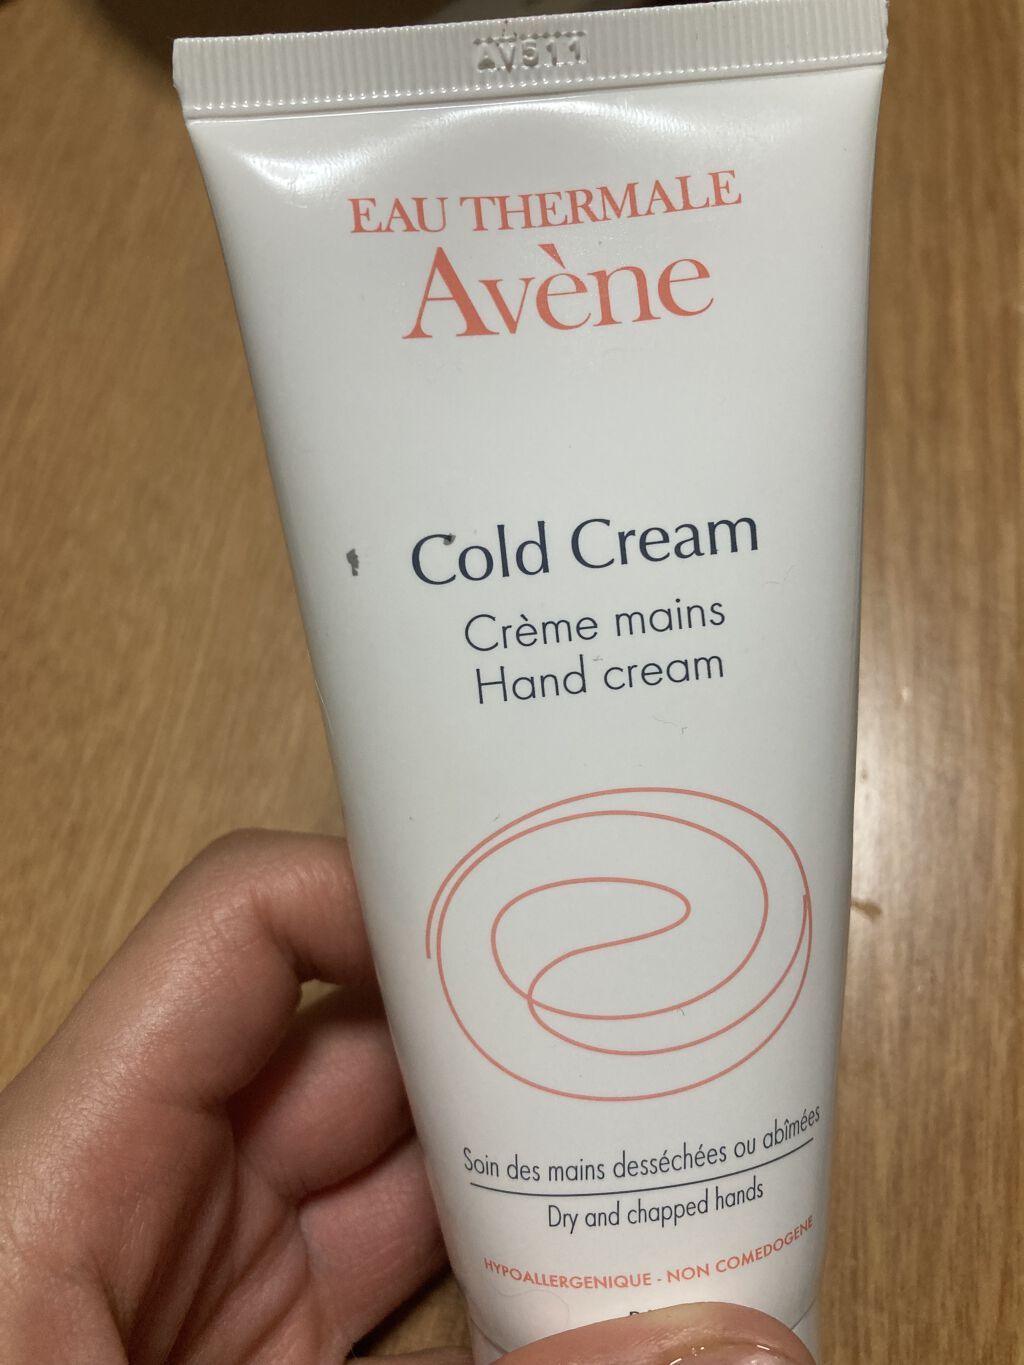 AV511
EAU THERMALE
Avène
Cold Cream
Crème mains
Hand cream
Soin des mains desséchées ou abîmées
Dry and chapped hands
HYPOALLERGENIQUE - NON COMEDOGENE